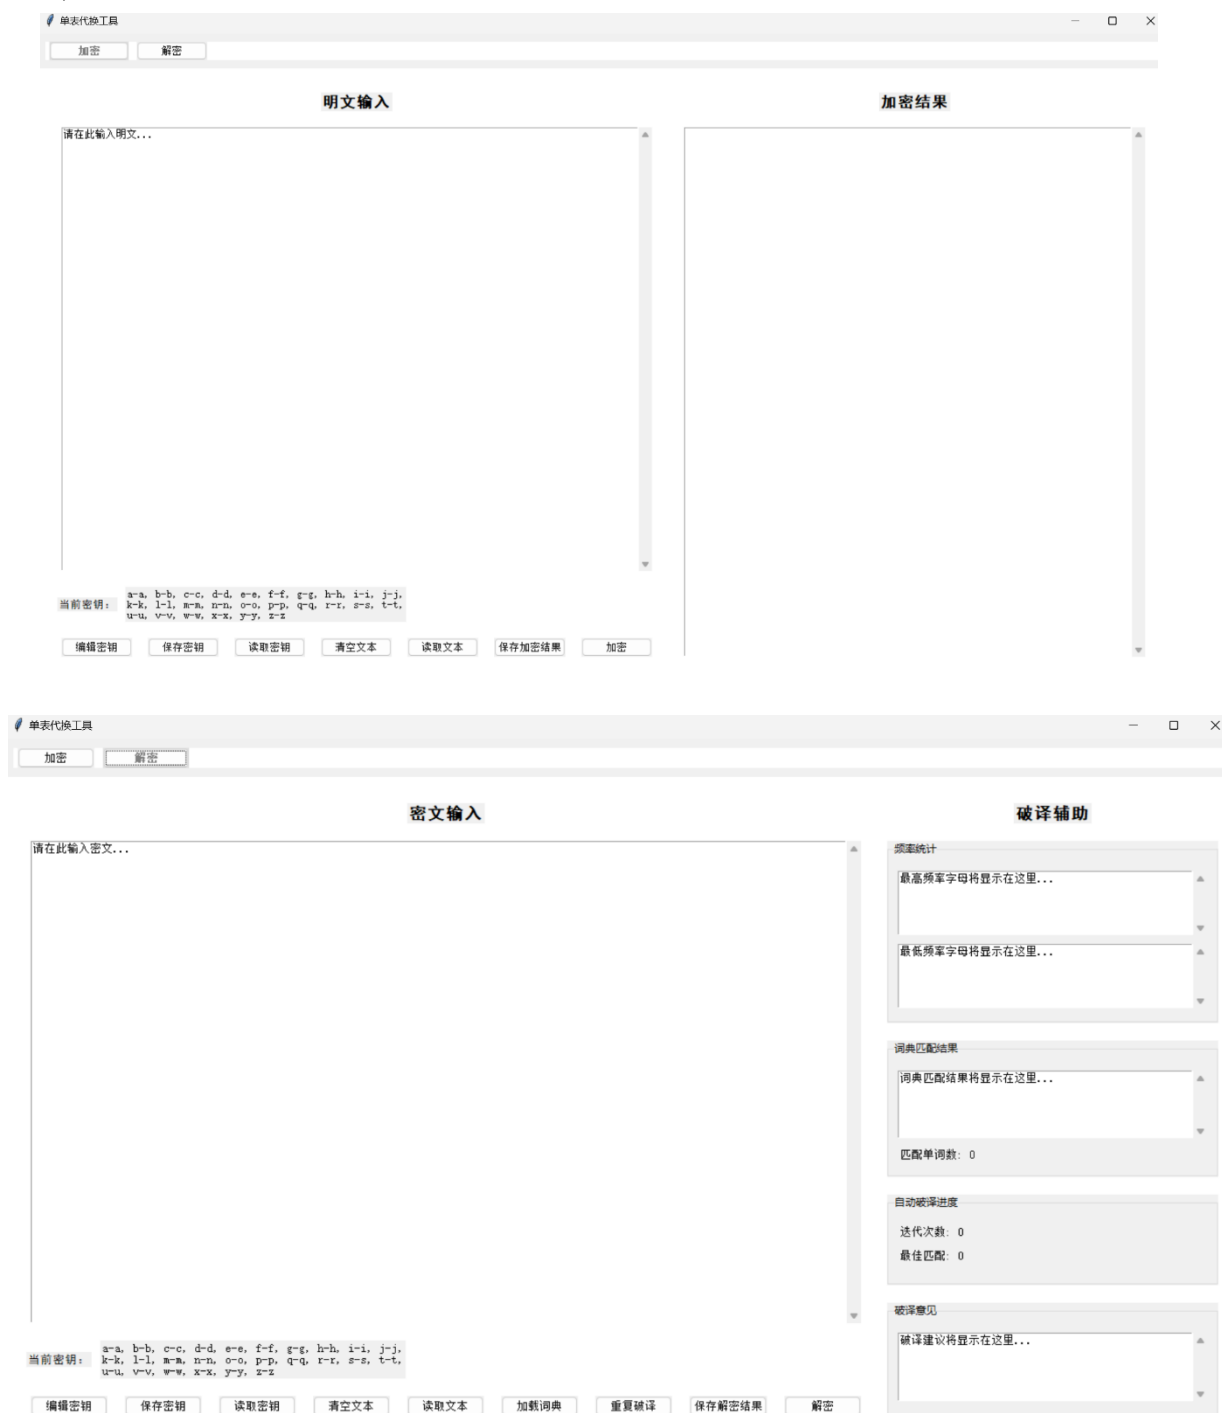 单表代换工具
加密 解密
明文输入 加密结果
请在此输入明文...
当前密钥: a-a, b-b, c-c, d-d, e-e, f-f, g-g, h-h, i-i, j-j,
k-k, l-l, m-m, n-n, o-o, p-p, q-q, r-r, s-s, t-t,
u-u, v-v, w-w, x-x, y-y, z-z
编辑密钥 保存密钥 读取密钥 清空文本 读取文本 保存加密结果 加密
单表代换工具
加密 解密
密文输入 破译辅助
请在此输入密文...
频率统计
最高频率字母将显示在这里...
最低频率字母将显示在这里...
词典匹配结果
词典匹配结果将显示在这里...
匹配单词数: 0
自动破译进度
迭代次数: 0
最佳匹配: 0
破译意见
破译建议将显示在这里...
当前密钥: a-a, b-b, c-c, d-d, e-e, f-f, g-g, h-h, i-i, j-j,
k-k, l-l, m-m, n-n, o-o, p-p, q-q, r-r, s-s, t-t,
u-u, v-v, w-w, x-x, y-y, z-z
编辑密钥 保存密钥 读取密钥 清空文本 读取文本 加载词典 重复破译 保存解密结果 解密